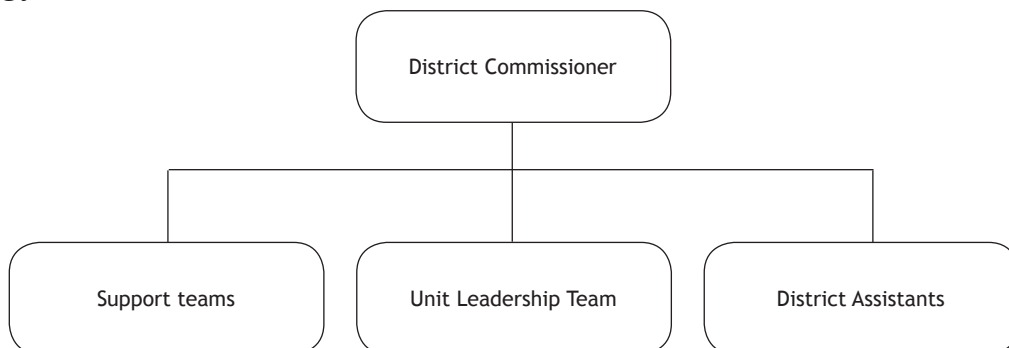 District Commissioner
Support teams
Unit Leadership Team
District Assistants